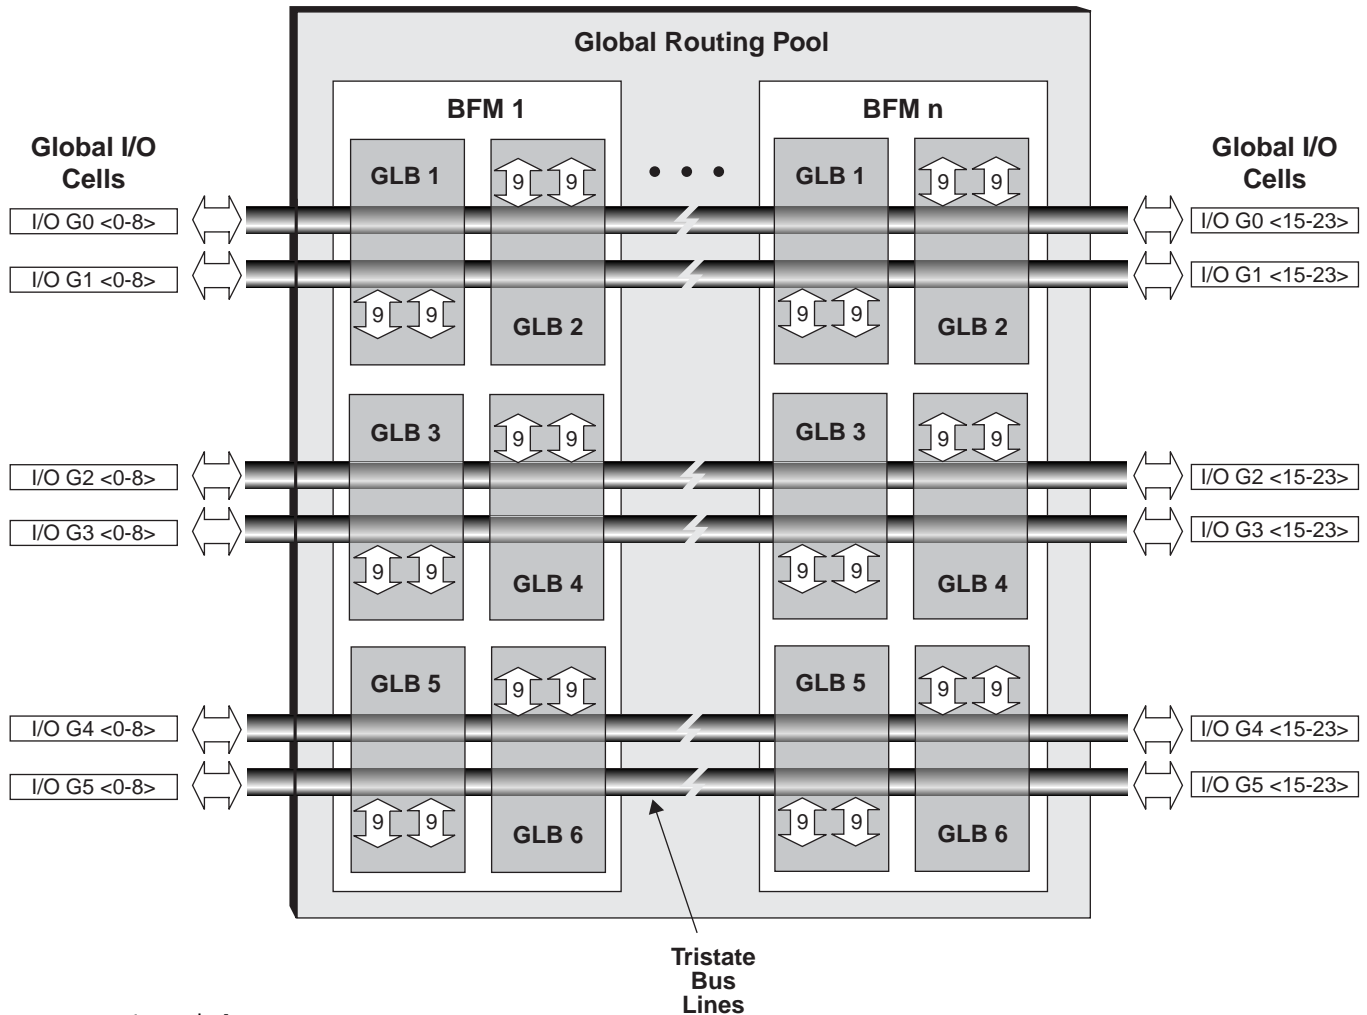 Global Routing Pool
BFM 1
BFM n
Global I/O
Cells
Global I/O
Cells
GLB 1
9 9
• • •
GLB 1
9 9
I/O G0 <0-8>
I/O G0 <15-23>
I/O G1 <0-8>
I/O G1 <15-23>
9 9
GLB 2
9 9
GLB 2
GLB 3
9 9
GLB 3
9 9
I/O G2 <0-8>
I/O G2 <15-23>
I/O G3 <0-8>
I/O G3 <15-23>
9 9
GLB 4
9 9
GLB 4
GLB 5
9 9
GLB 5
9 9
I/O G4 <0-8>
I/O G4 <15-23>
I/O G5 <0-8>
I/O G5 <15-23>
9 9
GLB 6
9 9
GLB 6
Tristate
Bus
Lines